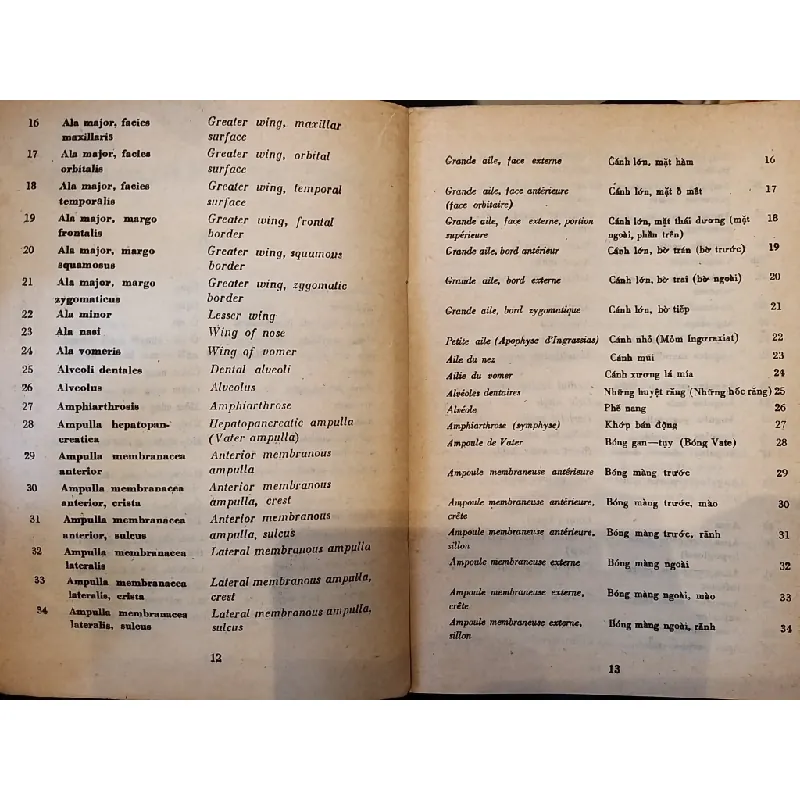 16 Ala major, facies Greater wing, maxillar
maxillaris surface
17 Ala major, facies Greater wing, orbital
orbitalis surface
18 Ala major, facies Greater wing, temporal
temporalis surface
19 Ala major, margo Greater wing, frontal
frontalis border
20 Ala major, margo Greater wing, squumous
squamosus border
21 Ala major, margo Greater wing, zygomatic
zygomaticus border
22 Ala minor Lesser wing
23 Ala nasi Wing of nose
24 Ala vomeris Wing of vomer
25 Alveoli dentales Dental alveoli
26 Alveolus Alveolus
27 Amphiarthrosis Amphiarthrose
28 Ampulla hepatopan- Hepatopancreatic ampulla
creatica (Vater ampulla)
29 Ampulla membranacea Anterior membranous
anterior ampulla
30 Ampulla membranacea Anterior membranous
anterior, crista ampulla, crest
31 Ampulla membranacea Anterior membranous
anterior, sulcus ampulla, sulcus
32 Ampulla membranacea Lateral membranous ampulla
lateralis
33 Ampulla membranacea Lateral membranous ampulla,
lateralis, crista crest
34 Ampulla membranacea Lateral membranous ampulla,
lateralis, sulcus sulcus
12
Grande aile, face externe Cánh lớn, mặt hàm 16
Grande aile, face antérieure Cánh lớn, mặt ổ mắt 17
(face orbitaire)
Grande aile, face externe, portion Cánh lớn, mặt thái dương (mặt 18
supérieure ngoài, phần trên)
Grande aile, bord antérieur Cánh lớn, bờ trán (bờ trước) 19
Grande aile, bord externe Cánh lớn, bờ trai (bờ ngoài) 20
Grande aile, bord zygomatique Cánh lớn, bờ tiếp 21
Petite aile (Apophyse d'Ingrassias) Cánh nhỏ (Mỏm Ingrraxiat) 22
Aile du nez Cánh mũi 23
Ailie du vomer Cánh xương lá mía 24
Alvéoles dentaires Những huyệt răng (Những hốc răng) 25
Alvéole Phế nang 26
Amphiarthrose (symphyse) Khớp bán động 27
Ampoule de Vater Bóng gan—tụy (Bóng Vate) 28
Ampoule membraneuse antérieure Bóng màng trước 29
Ampoule membraneuse antérieure, Bóng màng trước, mào 30
crête
Ampoule membraneuse antérieure, Bóng màng trước, rãnh 31
sillon
Ampoule membraneuse externe Bóng màng ngoài 32
Ampoule membraneuse externe, Bóng màng ngoài, mào 33
crête
Ampoule membraneuse externe, Bóng màng ngoài, rãnh 34
sillon
13